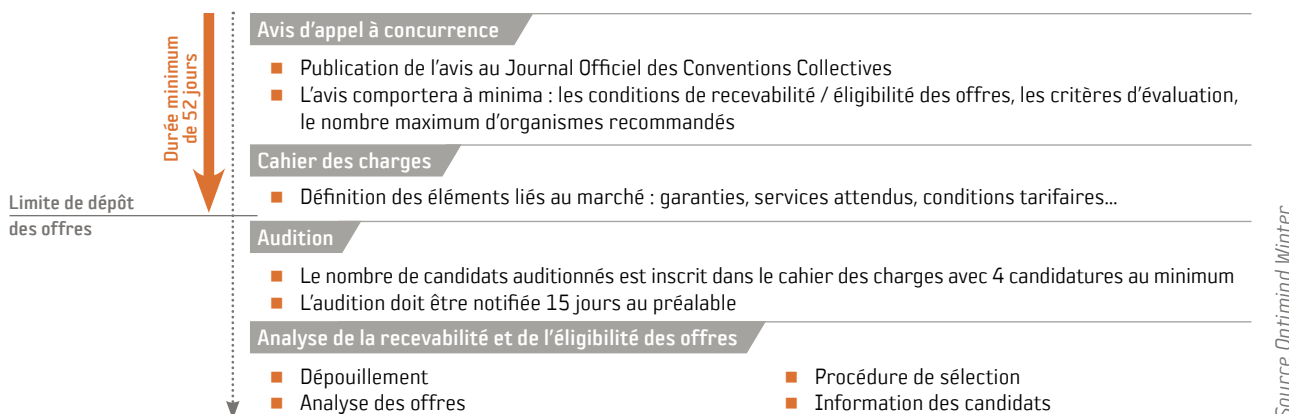 Durée minimum
de 52 jours
Avis d’appel à concurrence
■ Publication de l’avis au Journal Officiel des Conventions Collectives
■ L’avis comportera à minima : les conditions de recevabilité / éligibilité des offres, les critères d’évaluation,
le nombre maximum d’organismes recommandés
Cahier des charges
■ Définition des éléments liés au marché : garanties, services attendus, conditions tarifaires...
Limite de dépôt
des offres
Audition
■ Le nombre de candidats auditionnés est inscrit dans le cahier des charges avec 4 candidatures au minimum
■ L’audition doit être notifiée 15 jours au préalable
Analyse de la recevabilité et de l’éligibilité des offres
■ Dépouillement
■ Analyse des offres
■ Procédure de sélection
■ Information des candidats
Source Optimind Winter